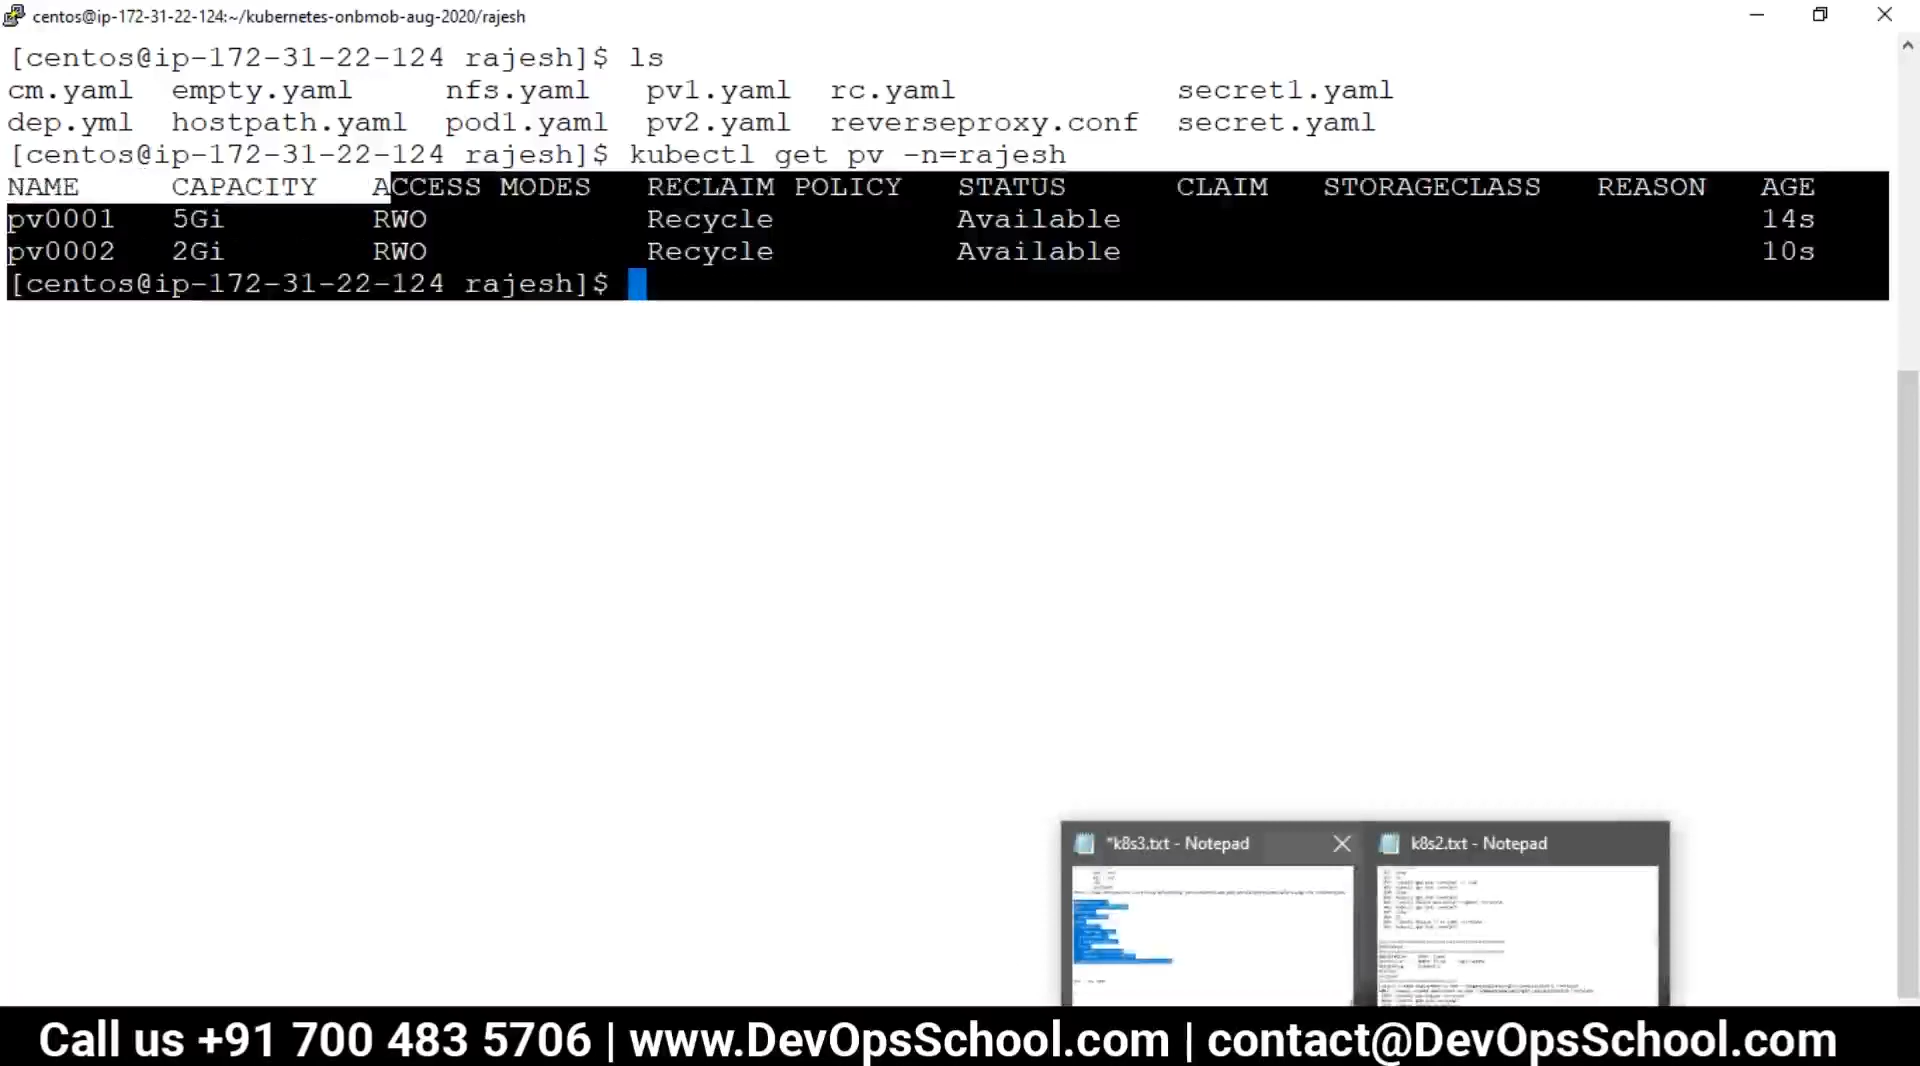 centos@ip-172-31-22-124:~/kubernetes-onbmob-aug-2020/rajesh
[centos@ip-172-31-22-124 rajesh]$ ls
cm.yaml empty.yaml nfs.yaml pv1.yaml rc.yaml secret1.yaml
dep.yml hostpath.yaml pod1.yaml pv2.yaml reverseproxy.conf secret.yaml
[centos@ip-172-31-22-124 rajesh]$ kubectl get pv -n=rajesh
NAME CAPACITY ACCESS MODES RECLAIM POLICY STATUS CLAIM STORAGECLASS REASON AGE
pv0001 5Gi RWO Recycle Available 14s
pv0002 2Gi RWO Recycle Available 10s
[centos@ip-172-31-22-124 rajesh]$
*k8s3.txt - Notepad
k8s2.txt - Notepad
Call us +91 700 483 5706 | www.DevOpsSchool.com | contact@DevOpsSchool.com